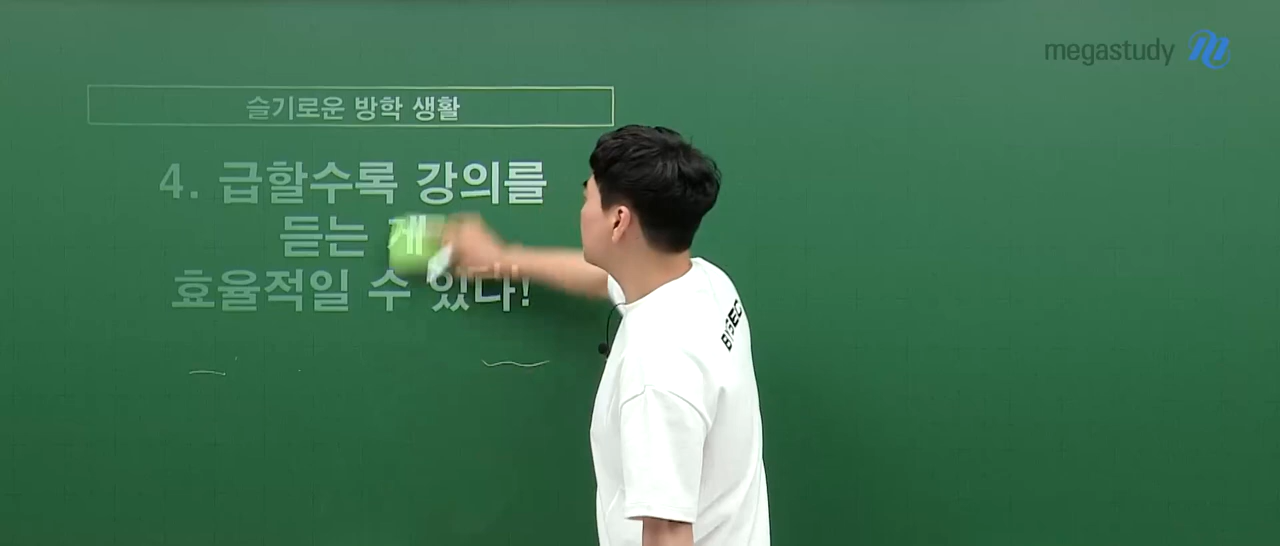 megastudy
슬기로운 방학 생활
4. 급할수록 강의를
듣는 게
효율적일 수 있다!